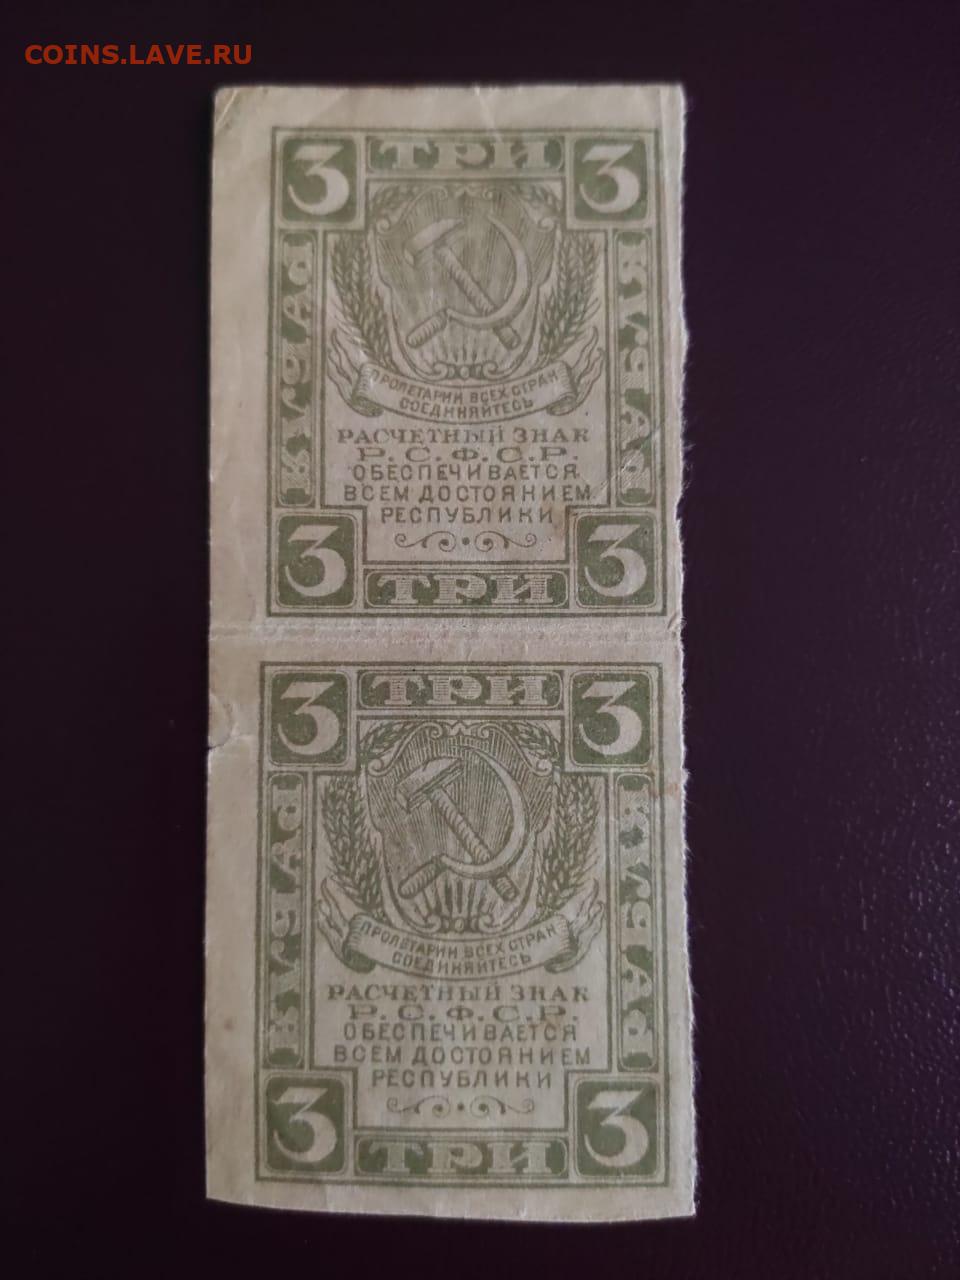 COINS.LAVE.RU
3 ТРИ 3
РУБЛЯ
РУБЛЯ
ПРОЛЕТАРИИ ВСЕХ СТРАН
СОЕДИНЯЙТЕСЬ
РАСЧЕТНЫЙ ЗНАК
Р.С.Ф.С.Р.
ОБЕСПЕЧИВАЕТСЯ
ВСЕМ ДОСТОЯНИЕМ
РЕСПУБЛИКИ
3 ТРИ 3
3 ТРИ 3
РУБЛЯ
РУБЛЯ
ПРОЛЕТАРИИ ВСЕХ СТРАН
СОЕДИНЯЙТЕСЬ
РАСЧЕТНЫЙ ЗНАК
Р.С.Ф.С.Р.
ОБЕСПЕЧИВАЕТСЯ
ВСЕМ ДОСТОЯНИЕМ
РЕСПУБЛИКИ
3 ТРИ 3